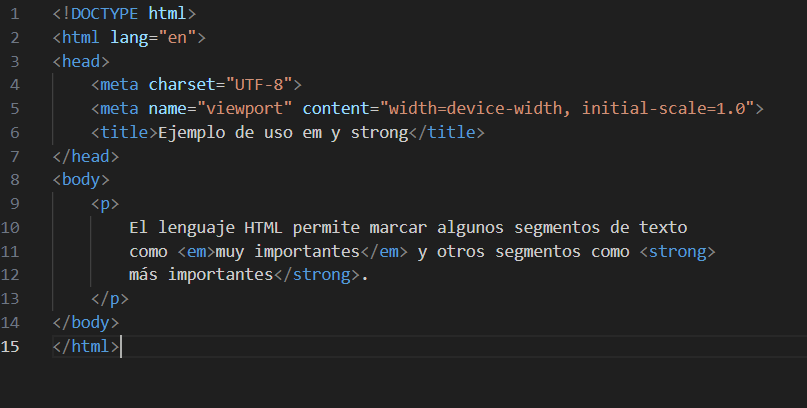 1 <!DOCTYPE html>
2 <html lang="en">
3 <head>
4     <meta charset="UTF-8">
5     <meta name="viewport" content="width=device-width, initial-scale=1.0">
6     <title>Ejemplo de uso em y strong</title>
7 </head>
8 <body>
9     <p>
10         El lenguaje HTML permite marcar algunos segmentos de texto
11         como <em>muy importantes</em> y otros segmentos como <strong>
12         más importantes</strong>.
13     </p>
14 </body>
15 </html>